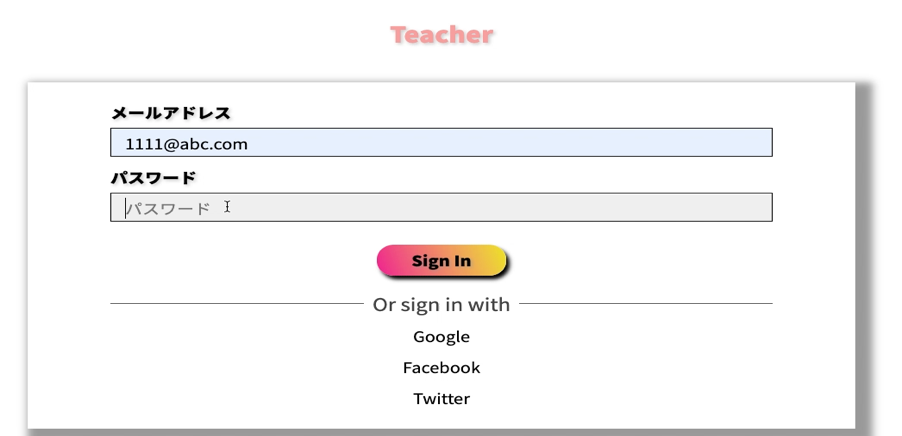 Teacher
メールアドレス
1111@abc.com
パスワード
パスワード
Sign In
Or sign in with
Google
Facebook
Twitter